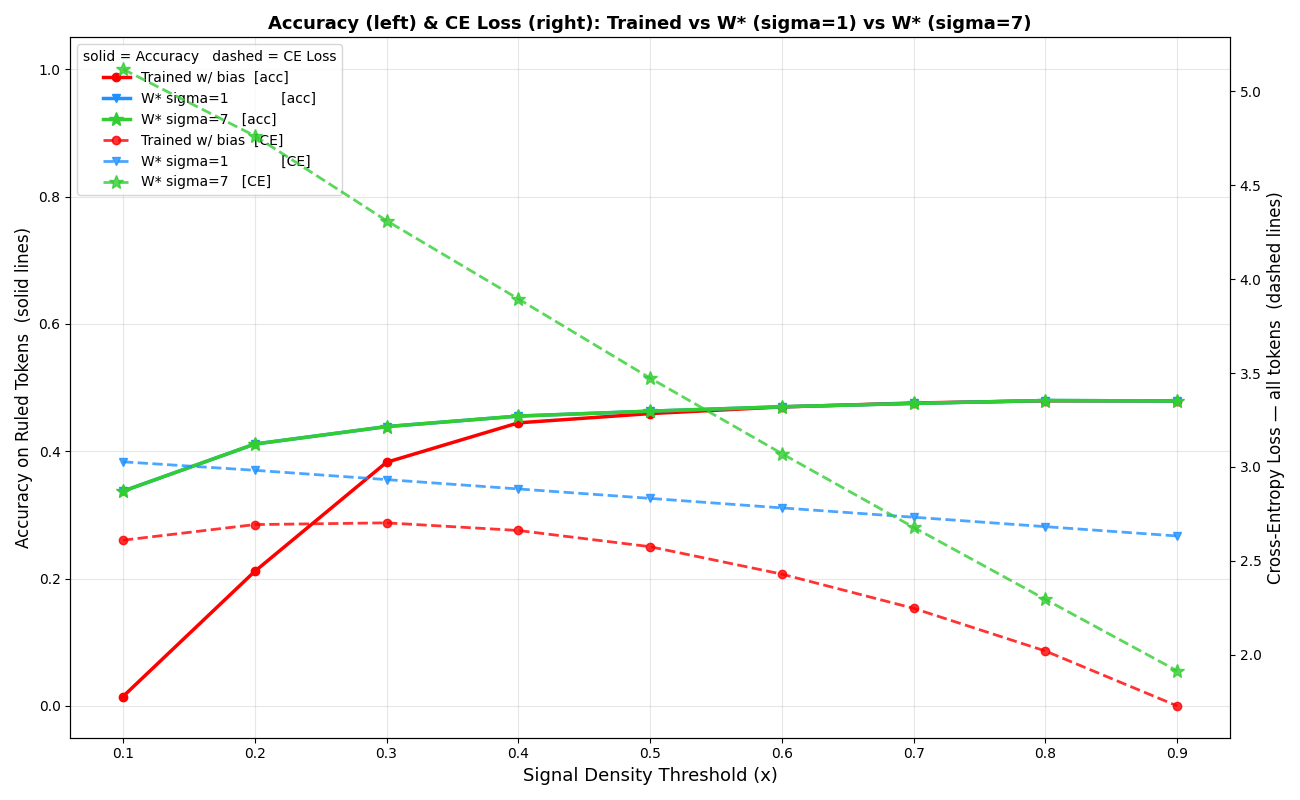 Accuracy (left) & CE Loss (right): Trained vs W* (sigma=1) vs W* (sigma=7)
solid = Accuracy   dashed = CE Loss
Trained w/ bias  [acc]
W* sigma=1            [acc]
W* sigma=7   [acc]
Trained w/ bias  [CE]
W* sigma=1            [CE]
W* sigma=7   [CE]
Accuracy on Ruled Tokens  (solid lines)
1.0
0.8
0.6
0.4
0.2
0.0
5.0
4.5
4.0
3.5
3.0
2.5
2.0
Cross-Entropy Loss — all tokens  (dashed lines)
0.1 0.2 0.3 0.4 0.5 0.6 0.7 0.8 0.9
Signal Density Threshold (x)